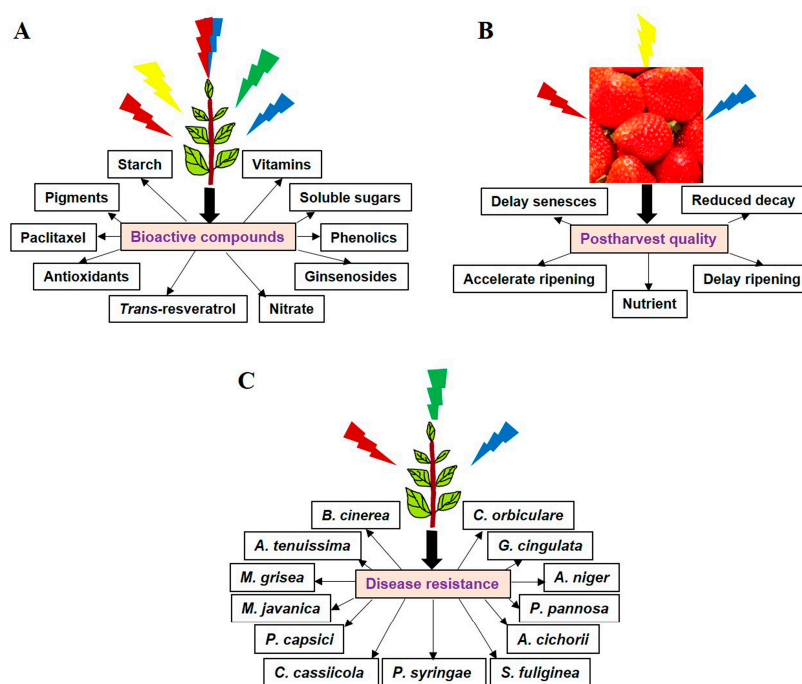 A
Starch
Vitamins
Pigments
Soluble sugars
Paclitaxel
Bioactive compounds
Phenolics
Antioxidants
Ginsenosides
Trans-resveratrol
Nitrate
B
Delay senesces
Reduced decay
Postharvest quality
Accelerate ripening
Delay ripening
Nutrient
C
B. cinerea
C. orbiculare
A. tenuissima
G. cingulata
M. grisea
Disease resistance
A. niger
M. javanica
P. pannosa
P. capsici
A. cichorii
C. cassiicola
P. syringae
S. fuliginea